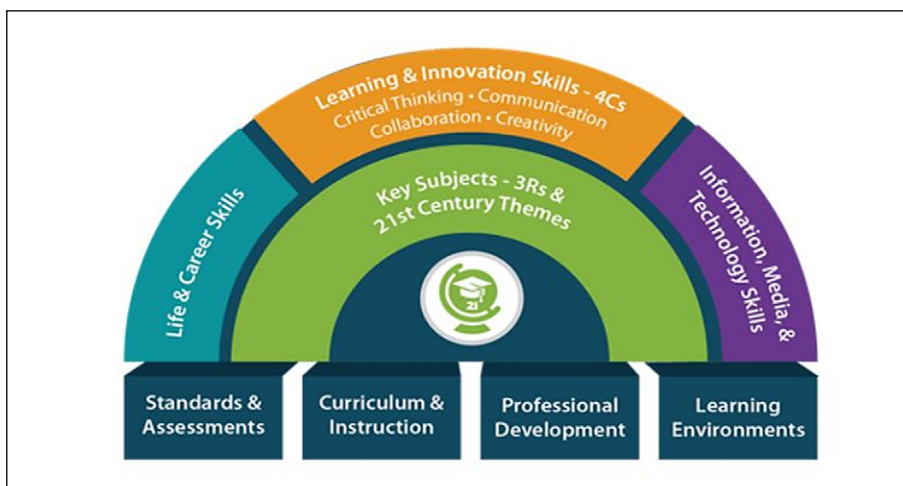 Learning & Innovation Skills - 4Cs
Critical Thinking • Communication
Collaboration • Creativity
Life & Career Skills
Key Subjects - 3Rs &
21st Century Themes
Information, Media, &
Technology Skills
21
Standards &
Assessments
Curriculum &
Instruction
Professional
Development
Learning
Environments